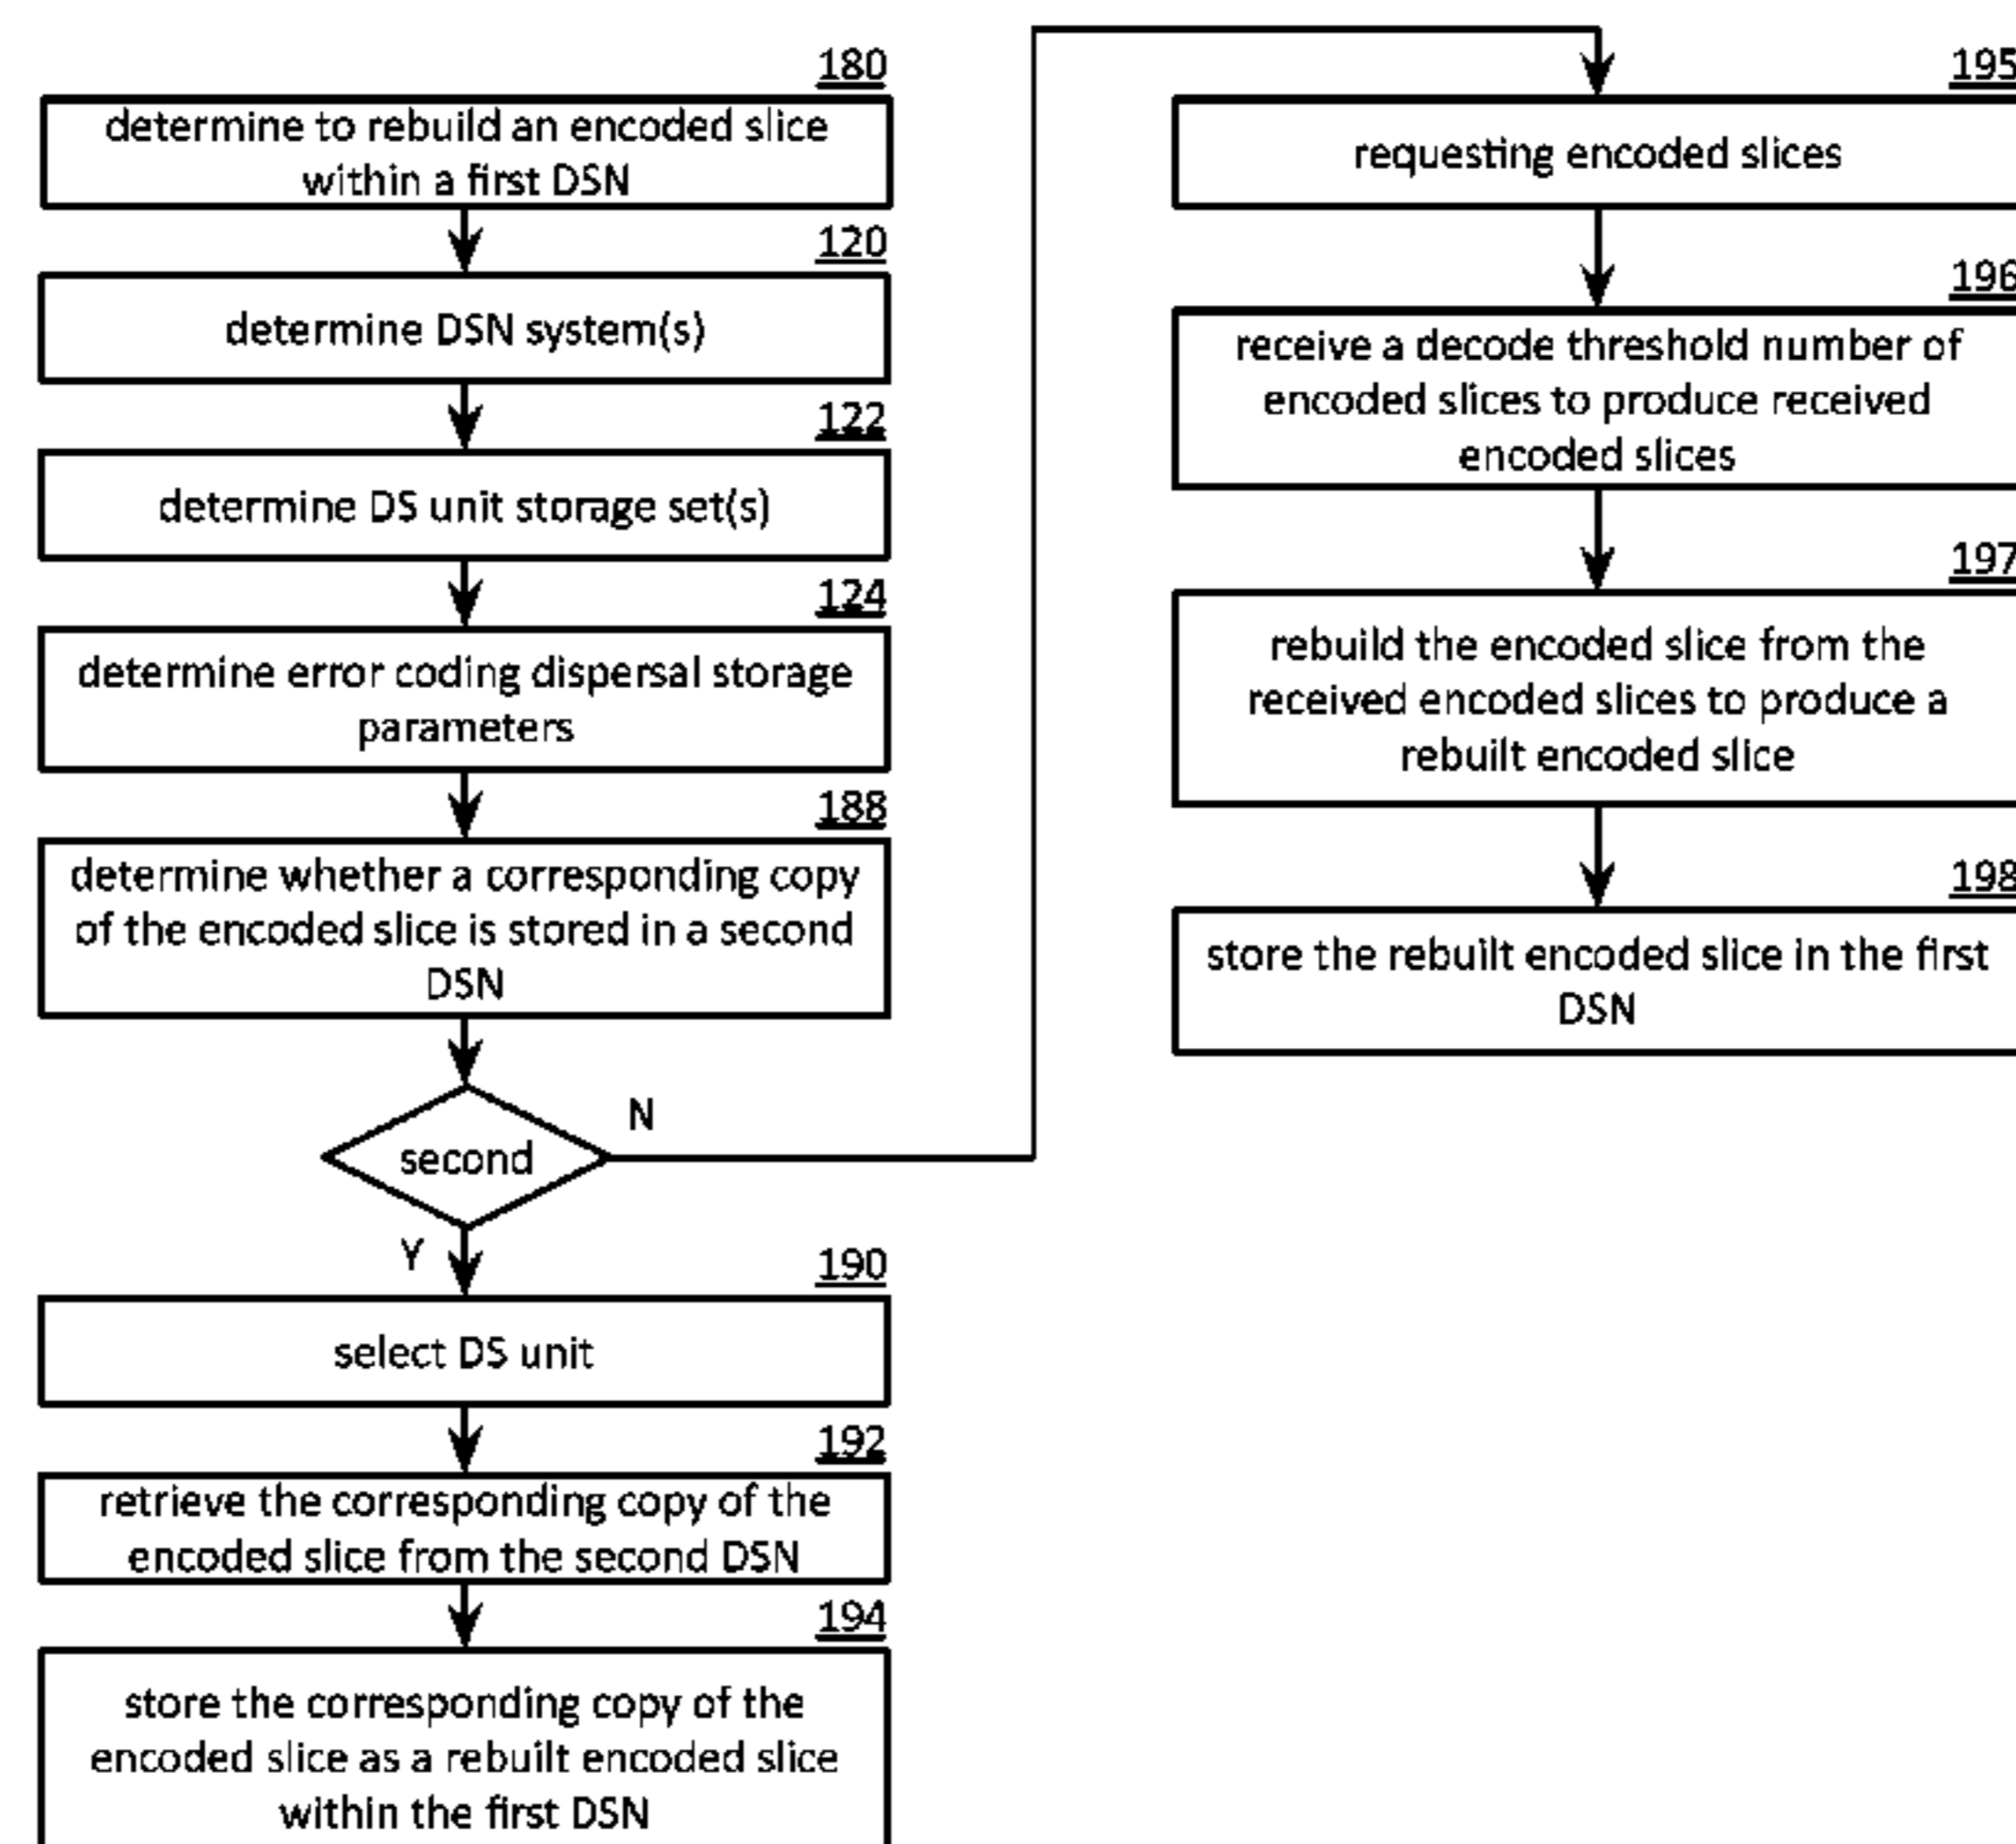 180
determine to rebuild an encoded slice
within a first DSN
120
determine DSN system(s)
122
determine DS unit storage set(s)
124
determine error coding dispersal storage
parameters
188
determine whether a corresponding copy
of the encoded slice is stored in a second
DSN
second
N
Y
190
select DS unit
192
retrieve the corresponding copy of the
encoded slice from the second DSN
194
store the corresponding copy of the
encoded slice as a rebuilt encoded slice
within the first DSN
195
requesting encoded slices
196
receive a decode threshold number of
encoded slices to produce received
encoded slices
197
rebuild the encoded slice from the
received encoded slices to produce a
rebuilt encoded slice
198
store the rebuilt encoded slice in the first
DSN